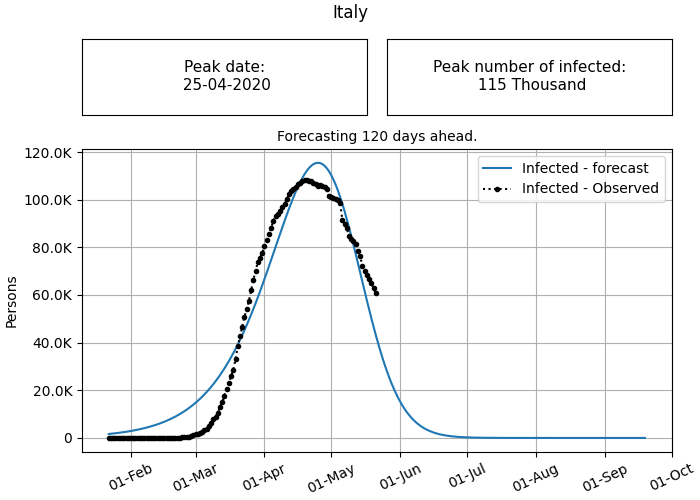 Italy
Peak date:
25-04-2020
Peak number of infected:
115 Thousand
Forecasting 120 days ahead.
120.0K
100.0K
80.0K
60.0K
40.0K
20.0K
0
Persons
Infected - forecast
Infected - Observed
01-Feb
01-Mar
01-Apr
01-May
01-Jun
01-Jul
01-Aug
01-Sep
01-Oct